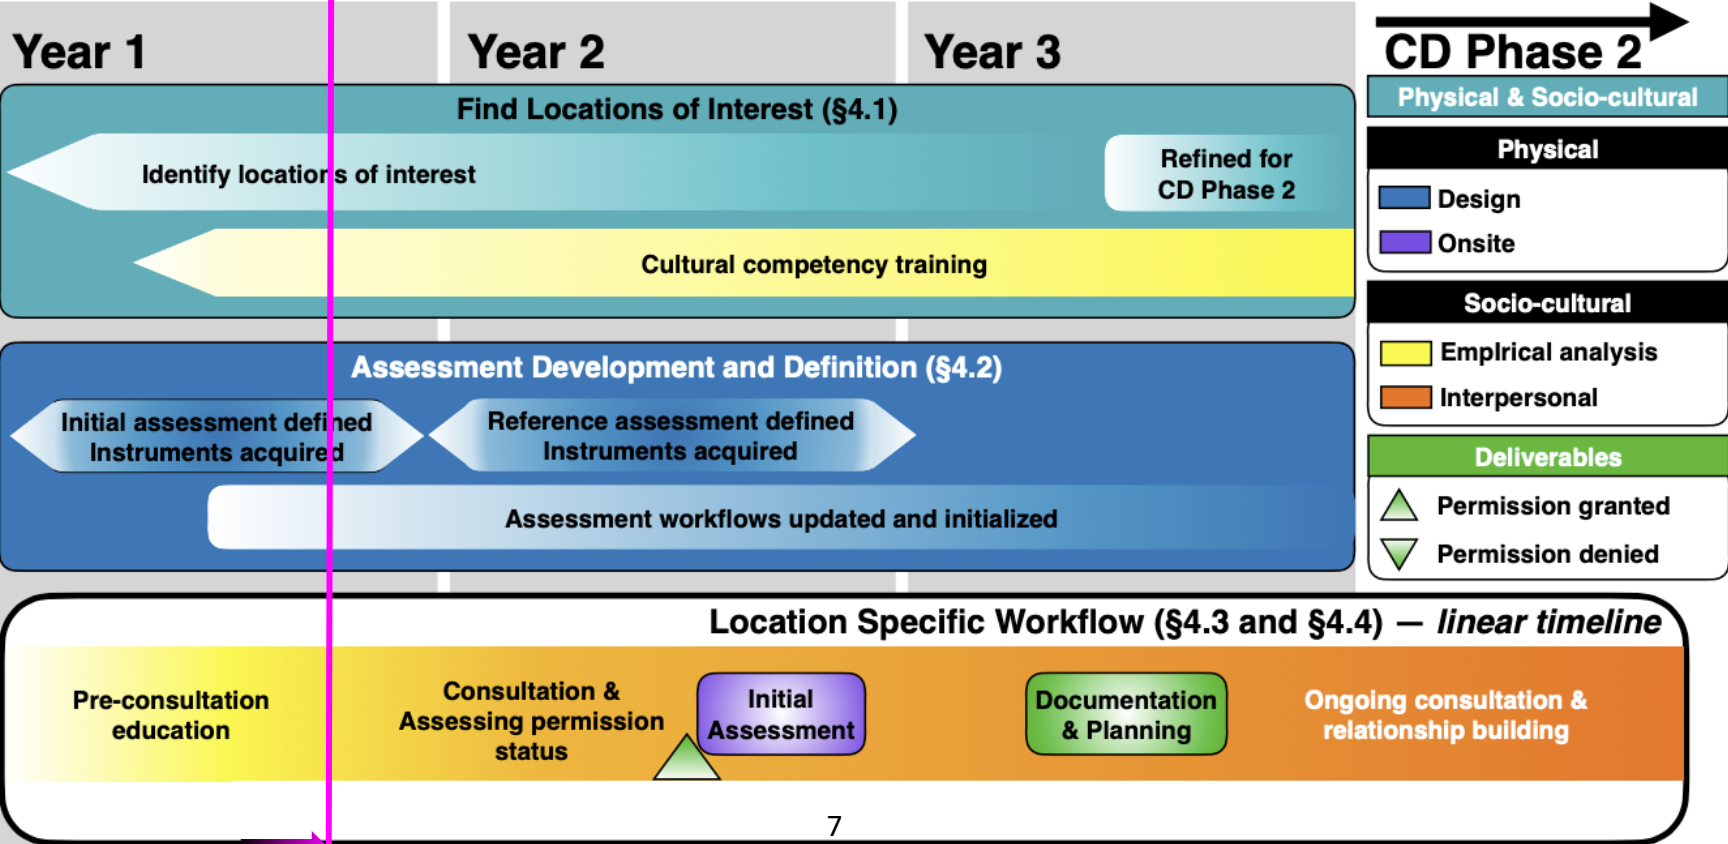 Year 1
Year 2
Year 3
CD Phase 2
Find Locations of Interest (§4.1)
Identify locations of interest
Refined for
CD Phase 2
Cultural competency training
Physical & Socio-cultural
Physical
Design
Onsite
Socio-cultural
EmpIrical analysis
Interpersonal
Deliverables
Permission granted
Permission denied
Assessment Development and Definition (§4.2)
Initial assessment defined
Instruments acquired
Reference assessment defined
Instruments acquired
Assessment workflows updated and initialized
Location Specific Workflow (§4.3 and §4.4) — linear timeline
Pre-consultation
education
Consultation &
Assessing permission
status
Initial
Assessment
Documentation
& Planning
Ongoing consultation &
relationship building
7